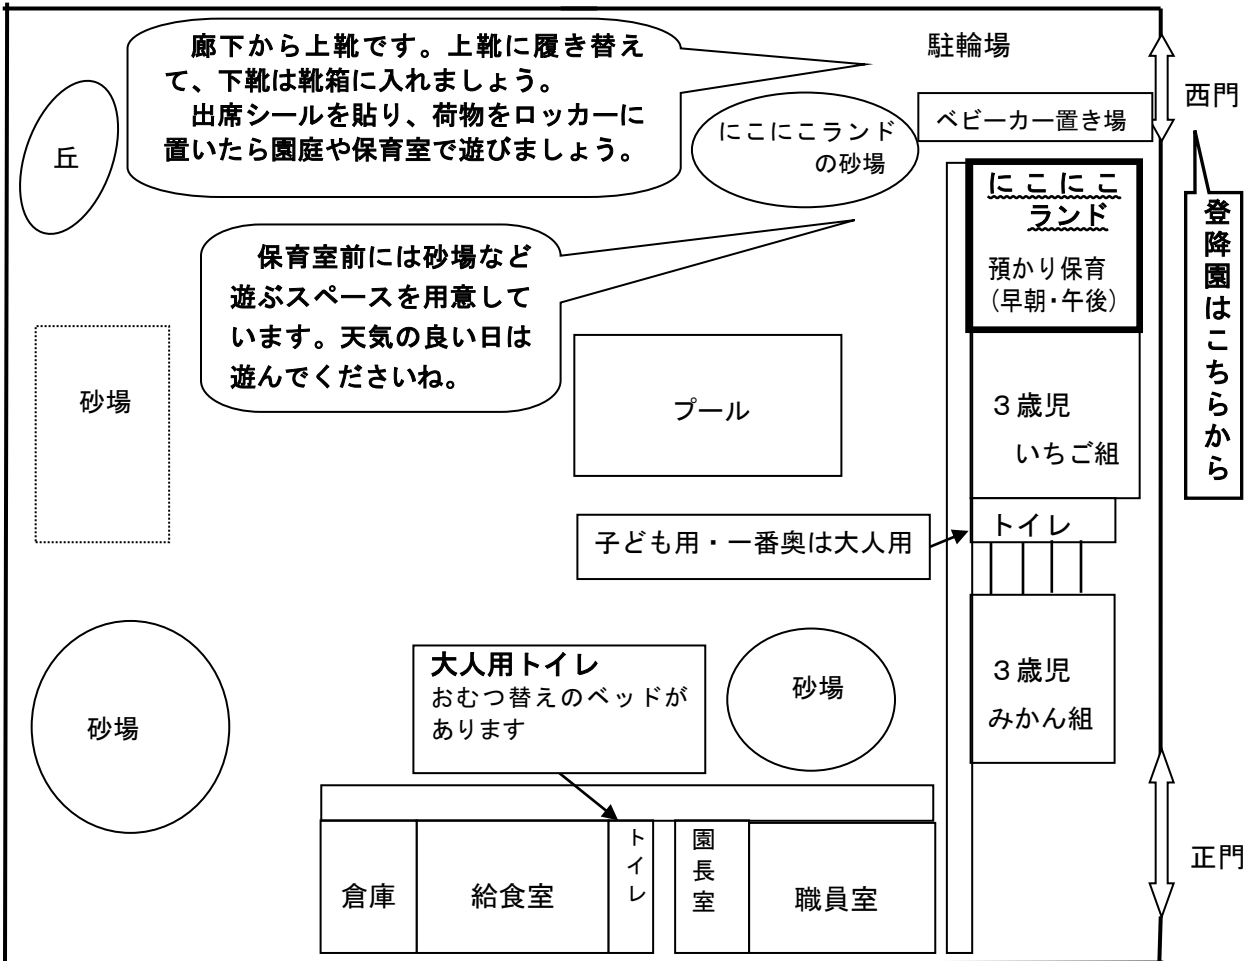 廊下から上靴です。上靴に履き替え
て、下靴は靴箱に入れましょう。
出席シールを貼り、荷物をロッカーに
置いたら園庭や保育室で遊びましょう。
駐輪場
西門
ベビーカー置き場
にこにこランド
の砂場
丘
にこにこ
ランド
預かり保育
（早朝・午後）
登降園はこちらから
保育室前には砂場など
遊ぶスペースを用意して
います。天気の良い日は
遊んでくださいね。
砂場
プール
３歳児
いちご組
トイレ
子ども用・一番奥は大人用
３歳児
みかん組
大人用トイレ
おむつ替えのベッドが
あります
砂場
砂場
正門
倉庫
給食室
トイレ
園長室
職員室